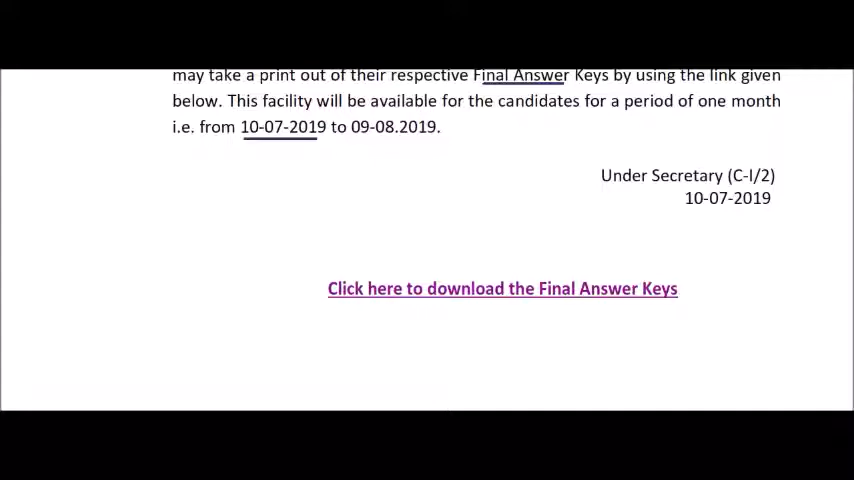 may take a print out of their respective Final Answer Keys by using the link given
below. This facility will be available for the candidates for a period of one month
i.e. from 10-07-2019 to 09-08.2019.
Under Secretary (C-I/2)
10-07-2019
Click here to download the Final Answer Keys